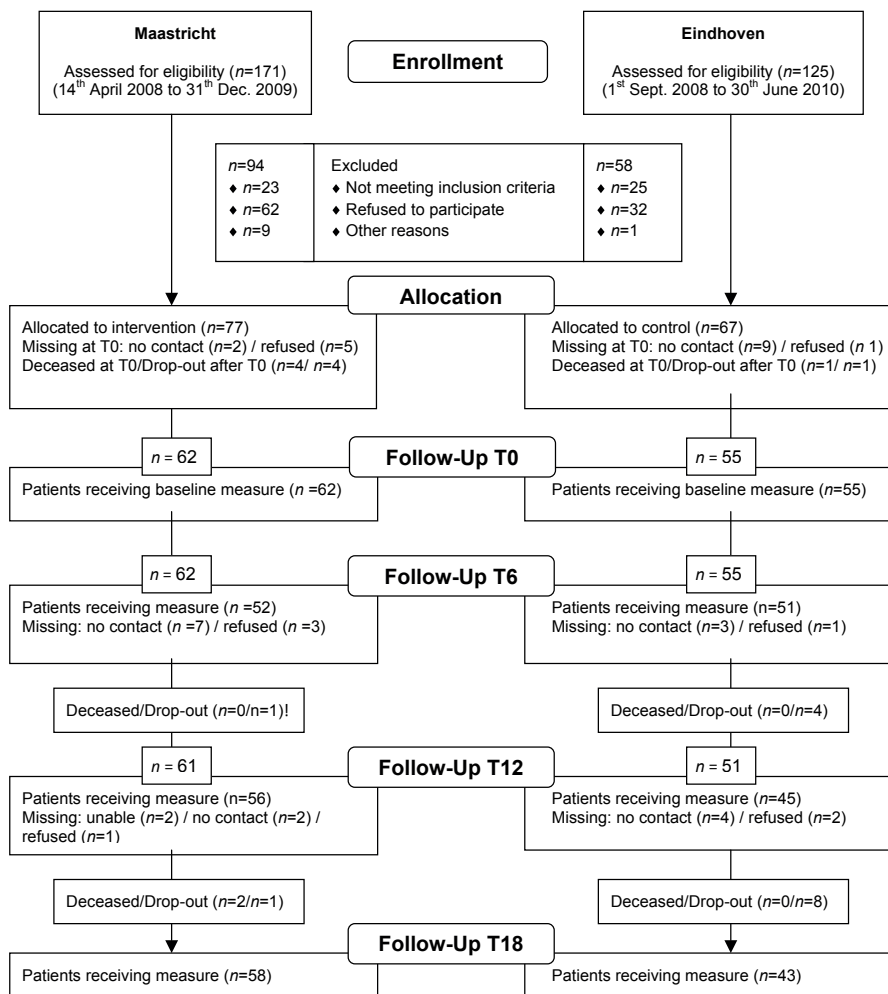 Maastricht
Assessed for eligibility (n=171)
(14th April 2008 to 31th Dec. 2009)
Enrollment
Eindhoven
Assessed for eligibility (n=125)
(1st Sept. 2008 to 30th June 2010)
n=94
♦ n=23
♦ n=62
♦ n=9
Excluded
♦ Not meeting inclusion criteria
♦ Refused to participate
♦ Other reasons
n=58
♦ n=25
♦ n=32
♦ n=1
Allocation
Allocated to intervention (n=77)
Missing at T0: no contact (n=2) / refused (n=5)
Deceased at T0/Drop-out after T0 (n=4/ n=4)
Allocated to control (n=67)
Missing at T0: no contact (n=9) / refused (n 1)
Deceased at T0/Drop-out after T0 (n=1/ n=1)
n = 62
Follow-Up T0
n = 55
Patients receiving baseline measure (n =62)
Patients receiving baseline measure (n=55)
n = 62
Follow-Up T6
n = 55
Patients receiving measure (n =52)
Missing: no contact (n =7) / refused (n =3)
Patients receiving measure (n=51)
Missing: no contact (n=3) / refused (n=1)
Deceased/Drop-out (n=0/n=1)!
Deceased/Drop-out (n=0/n=4)
n = 61
Follow-Up T12
n = 51
Patients receiving measure (n=56)
Missing: unable (n=2) / no contact (n=2) /
refused (n=1)
Patients receiving measure (n=45)
Missing: no contact (n=4) / refused (n=2)
Deceased/Drop-out (n=2/n=1)
Deceased/Drop-out (n=0/n=8)
Follow-Up T18
Patients receiving measure (n=58)
Patients receiving measure (n=43)